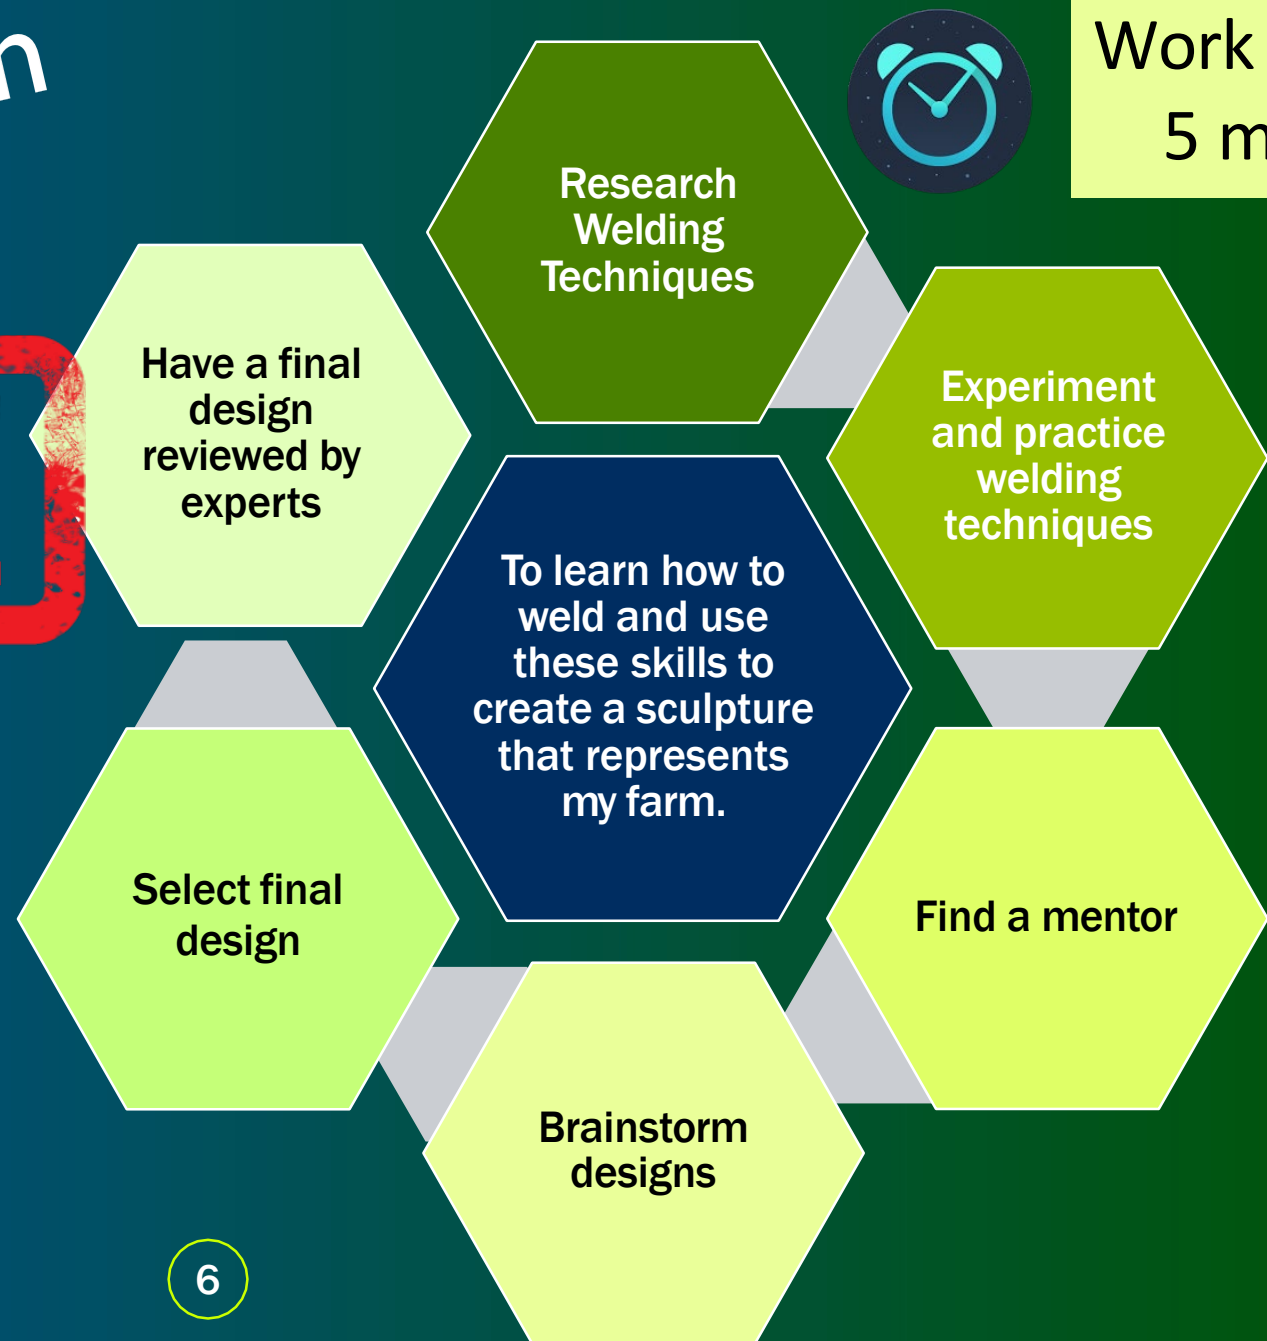 Work
5 m
Research
Welding
Techniques
Experiment
and practice
welding
techniques
Find a mentor
Brainstorm
designs
Select final
design
Have a final
design
reviewed by
experts
To learn how to
weld and use
these skills to
create a sculpture
that represents
my farm.
6